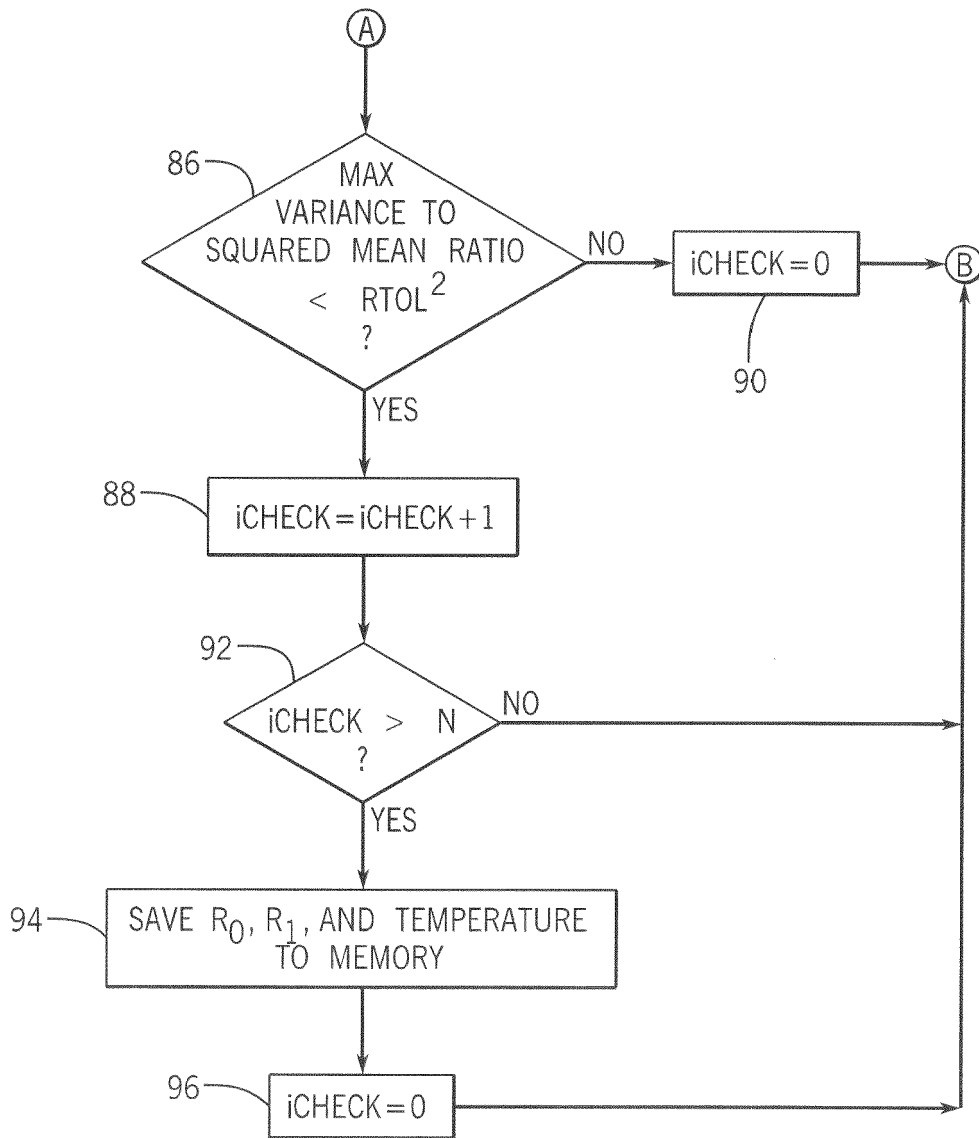 A
86
MAX
VARIANCE TO
SQUARED MEAN RATIO
< RTOL²
?
NO
iCHECK=0
B
90
YES
88
iCHECK=iCHECK+1
92
iCHECK > N
?
NO
YES
94
SAVE R₀, R₁, AND TEMPERATURE
TO MEMORY
96
iCHECK=0